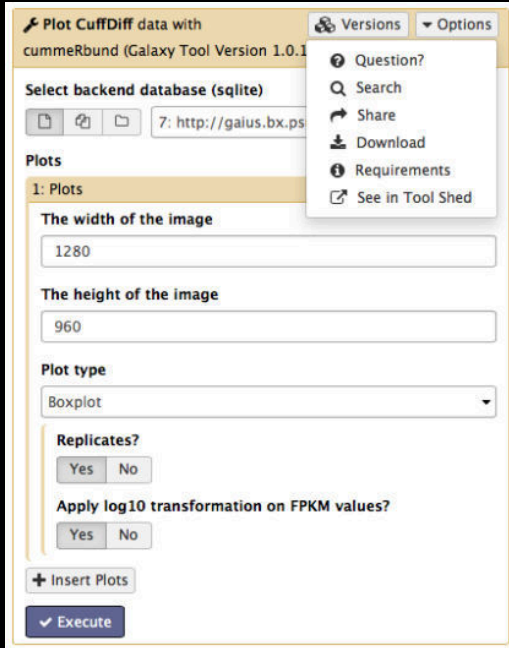 Plot CuffDiff data with
Versions
Options
cummeRbund (Galaxy Tool Version 1.0.1
Question?
Search
Share
Download
Requirements
See in Tool Shed
Select backend database (sqlite)
7: http://gaius.bx.ps
Plots
1: Plots
The width of the image
1280
The height of the image
960
Plot type
Boxplot
Replicates?
Yes No
Apply log10 transformation on FPKM values?
Yes No
Insert Plots
Execute